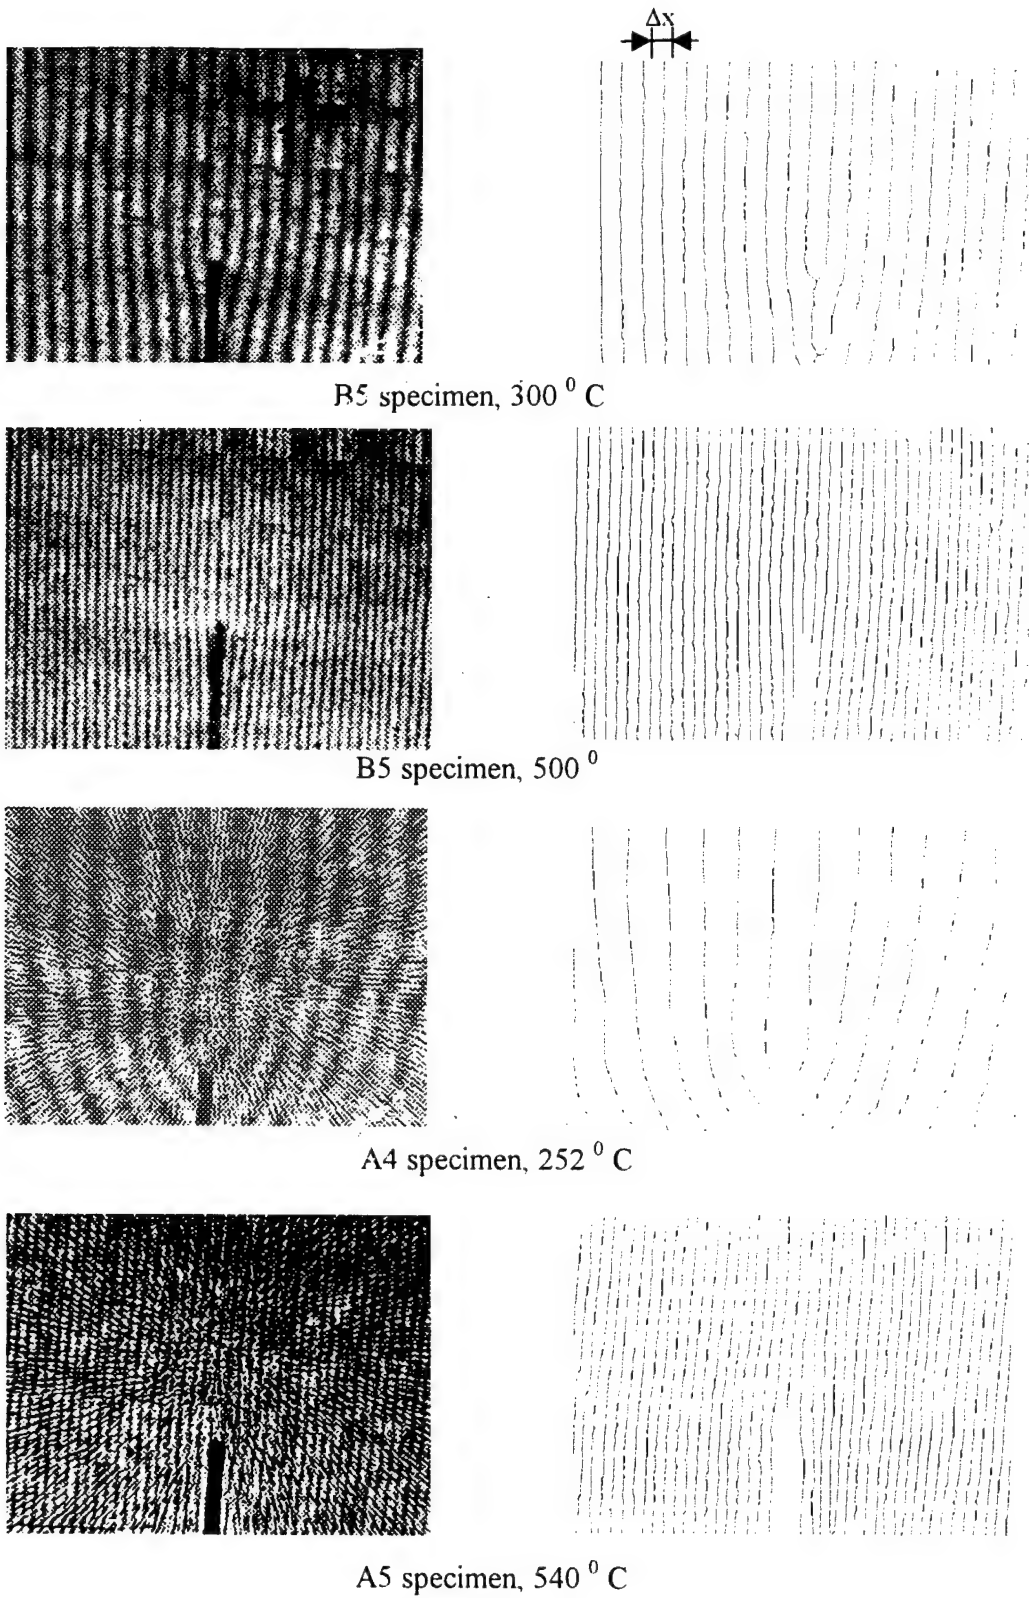 Δx
B5 specimen, 300 ⁰ C
B5 specimen, 500 ⁰
A4 specimen, 252 ⁰ C
A5 specimen, 540 ⁰ C